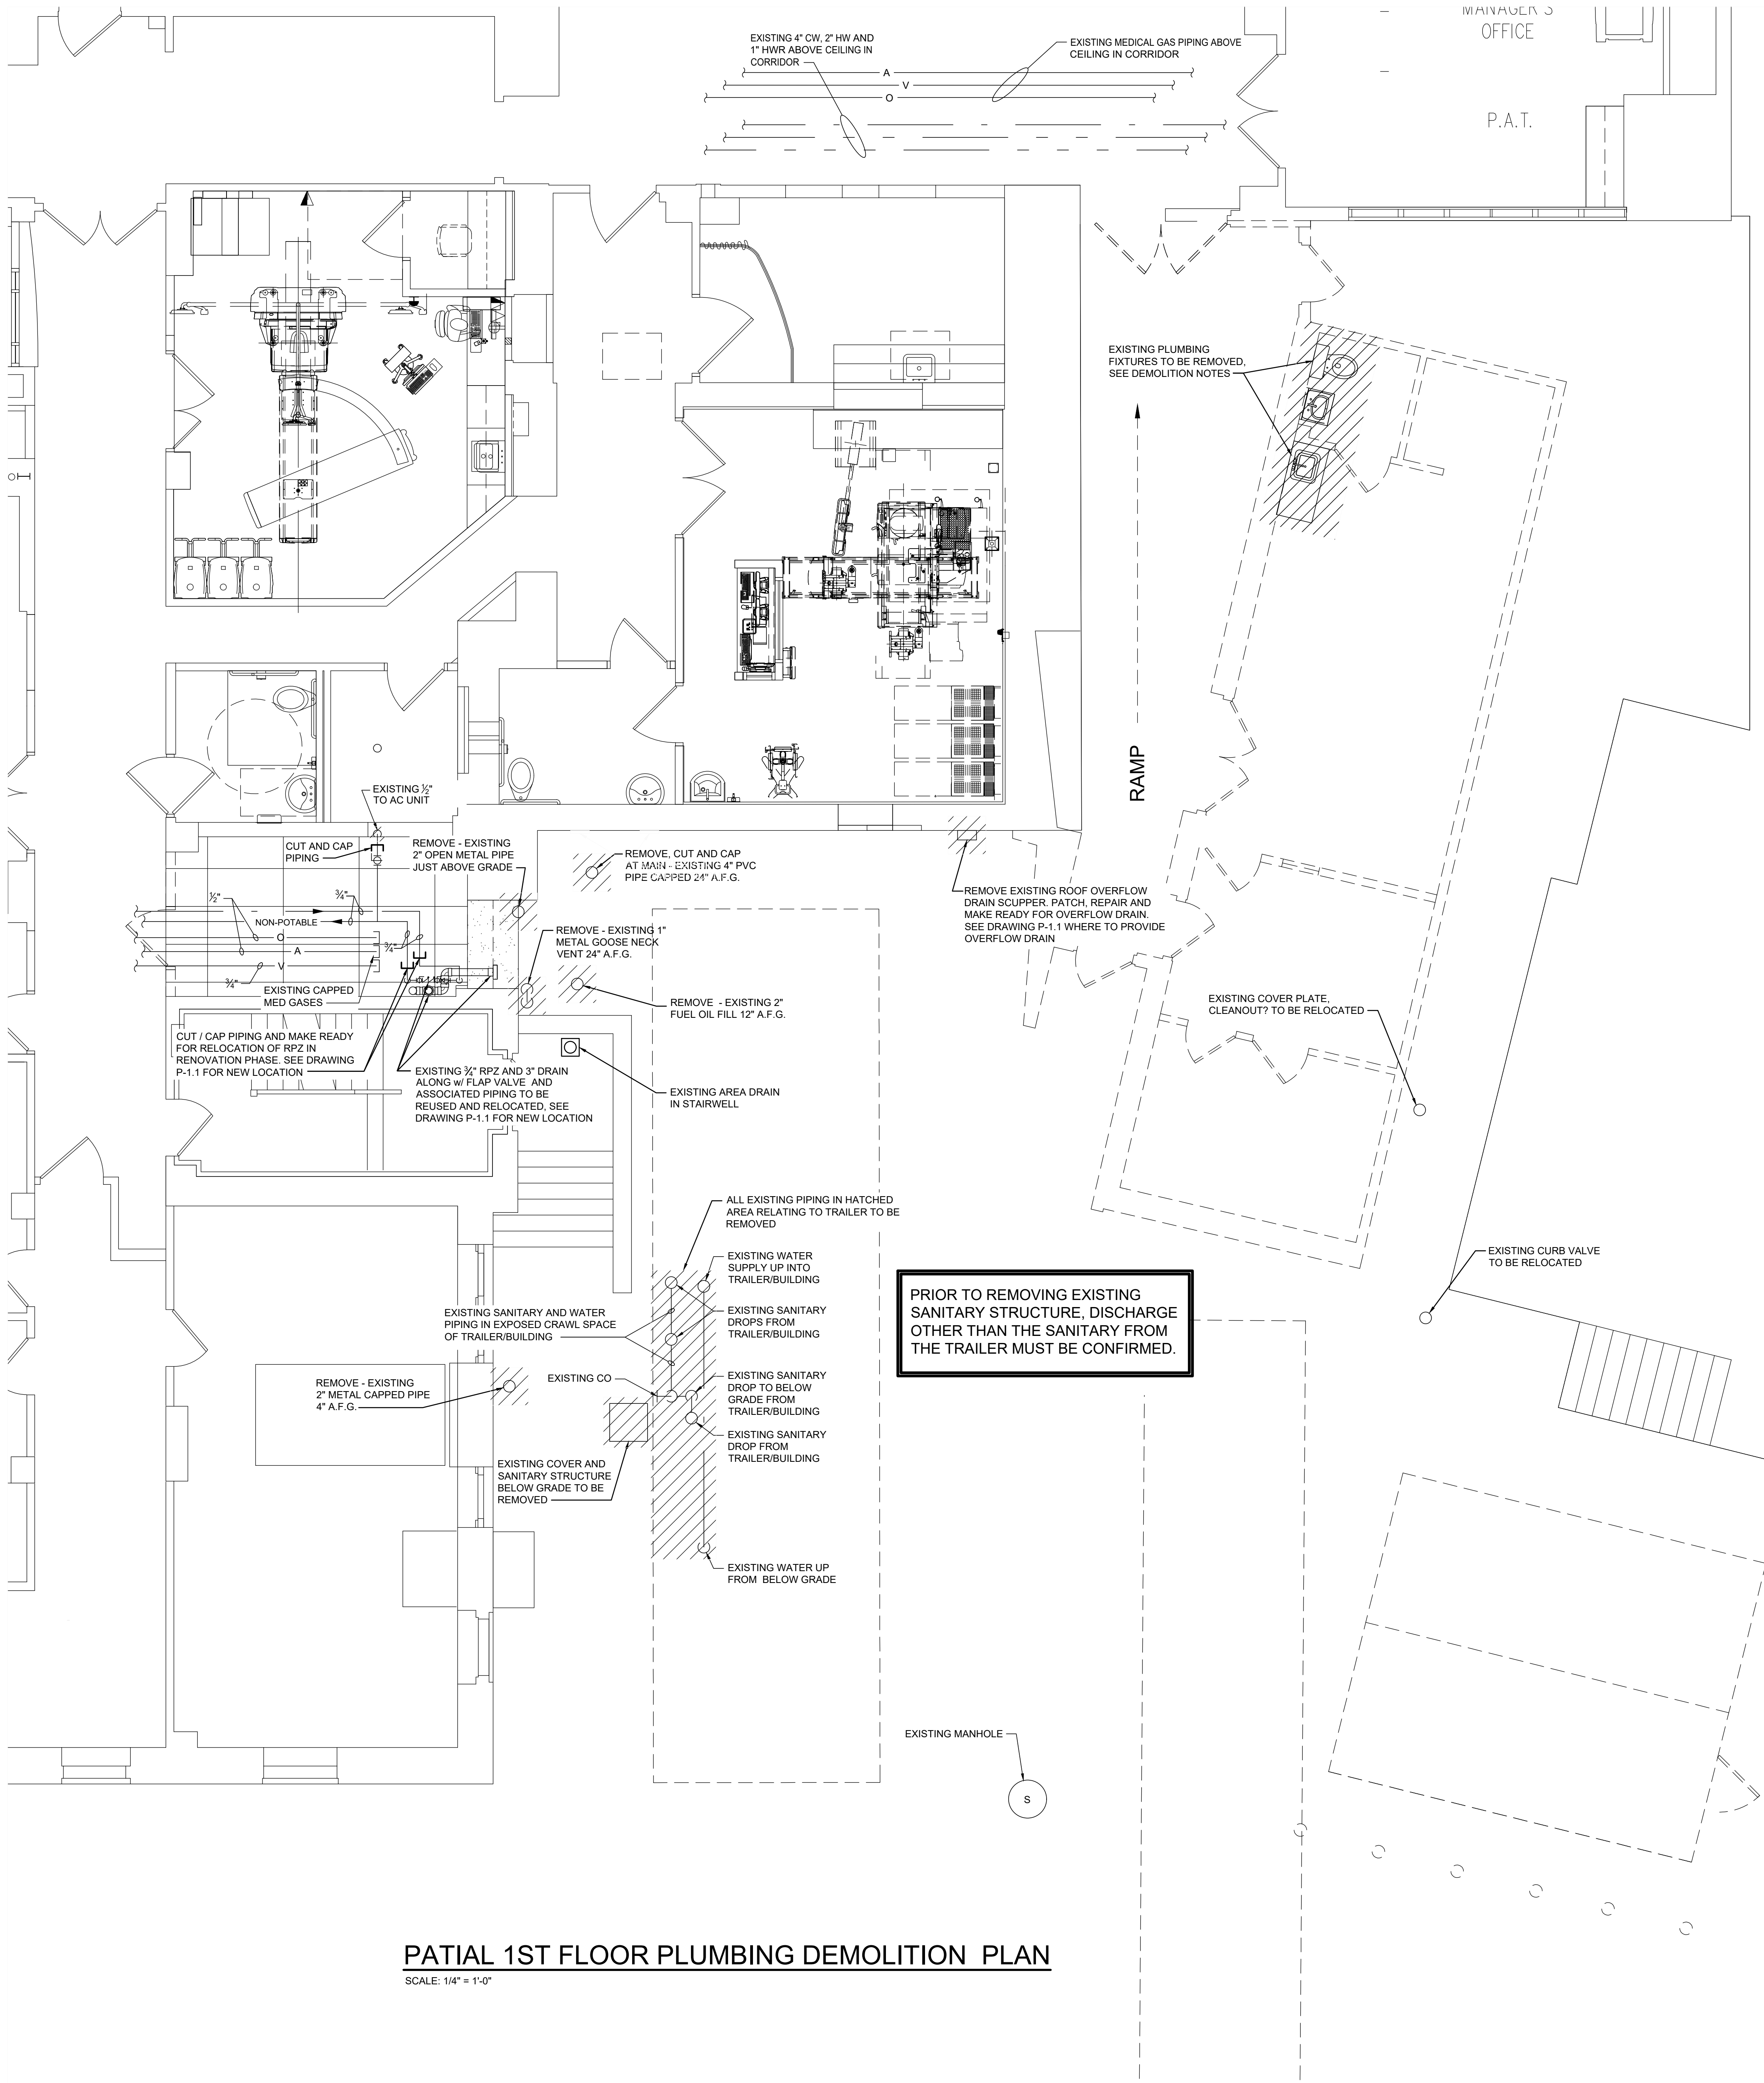 MANAGER'S
OFFICE
P.A.T.
EXISTING 4" CW, 2" HW AND
1" HWR ABOVE CEILING IN
CORRIDOR
EXISTING MEDICAL GAS PIPING ABOVE
CEILING IN CORRIDOR
A
V
O
EXISTING PLUMBING
FIXTURES TO BE REMOVED,
SEE DEMOLITION NOTES
RAMP
EXISTING ½"
TO AC UNIT
CUT AND CAP
PIPING
REMOVE - EXISTING
2" OPEN METAL PIPE
JUST ABOVE GRADE
REMOVE, CUT AND CAP
AT MAIN - EXISTING 4" PVC
PIPE CAPPED 24" A.F.G.
REMOVE EXISTING ROOF OVERFLOW
DRAIN SCUPPER. PATCH, REPAIR AND
MAKE READY FOR OVERFLOW DRAIN.
SEE DRAWING P-1.1 WHERE TO PROVIDE
OVERFLOW DRAIN
½"
¾"
NON-POTABLE
O
A
V
¾"
¾"
EXISTING CAPPED
MED GASES
REMOVE - EXISTING 1"
METAL GOOSE NECK
VENT 24" A.F.G.
REMOVE - EXISTING 2"
FUEL OIL FILL 12" A.F.G.
EXISTING COVER PLATE,
CLEANOUT? TO BE RELOCATED
CUT / CAP PIPING AND MAKE READY
FOR RELOCATION OF RPZ IN
RENOVATION PHASE. SEE DRAWING
P-1.1 FOR NEW LOCATION
EXISTING ¾" RPZ AND 3" DRAIN
ALONG w/ FLAP VALVE AND
ASSOCIATED PIPING TO BE
REUSED AND RELOCATED, SEE
DRAWING P-1.1 FOR NEW LOCATION
EXISTING AREA DRAIN
IN STAIRWELL
ALL EXISTING PIPING IN HATCHED
AREA RELATING TO TRAILER TO BE
REMOVED
EXISTING WATER
SUPPLY UP INTO
TRAILER/BUILDING
EXISTING SANITARY AND WATER
PIPING IN EXPOSED CRAWL SPACE
OF TRAILER/BUILDING
EXISTING SANITARY
DROPS FROM
TRAILER/BUILDING
PRIOR TO REMOVING EXISTING
SANITARY STRUCTURE, DISCHARGE
OTHER THAN THE SANITARY FROM
THE TRAILER MUST BE CONFIRMED.
EXISTING CURB VALVE
TO BE RELOCATED
REMOVE - EXISTING
2" METAL CAPPED PIPE
4" A.F.G.
EXISTING CO
EXISTING SANITARY
DROP TO BELOW
GRADE FROM
TRAILER/BUILDING
EXISTING SANITARY
DROP FROM
TRAILER/BUILDING
EXISTING COVER AND
SANITARY STRUCTURE
BELOW GRADE TO BE
REMOVED
EXISTING WATER UP
FROM BELOW GRADE
EXISTING MANHOLE
S
PATIAL 1ST FLOOR PLUMBING DEMOLITION PLAN
SCALE: 1/4" = 1'-0"